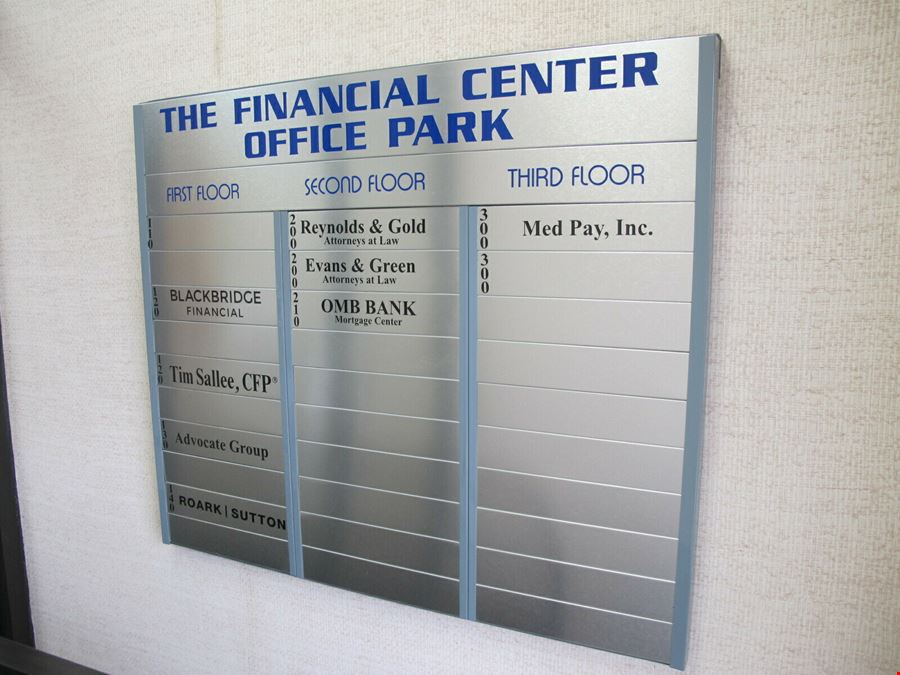 THE FINANCIAL CENTER
OFFICE PARK
FIRST FLOOR
110
120 BLACKBRIDGE
FINANCIAL
120 Tim Sallee, CFP®
130 Advocate Group
140 ROARK | SUTTON
SECOND FLOOR
200 Reynolds & Gold
Attorneys at Law
200 Evans & Green
Attorneys at Law
210 OMB BANK
Mortgage Center
THIRD FLOOR
300 Med Pay, Inc.
300